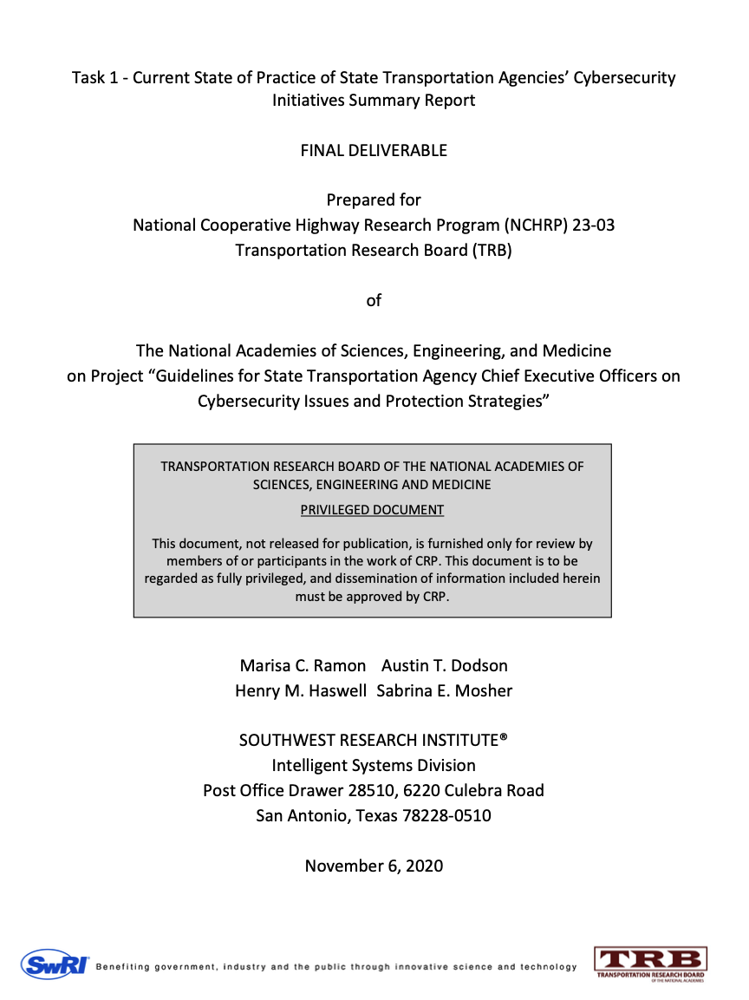 Task 1 - Current State of Practice of State Transportation Agencies’ Cybersecurity
Initiatives Summary Report
FINAL DELIVERABLE
Prepared for
National Cooperative Highway Research Program (NCHRP) 23-03
Transportation Research Board (TRB)
of
The National Academies of Sciences, Engineering, and Medicine
on Project “Guidelines for State Transportation Agency Chief Executive Officers on
Cybersecurity Issues and Protection Strategies”
TRANSPORTATION RESEARCH BOARD OF THE NATIONAL ACADEMIES OF
SCIENCES, ENGINEERING AND MEDICINE
PRIVILEGED DOCUMENT
This document, not released for publication, is furnished only for review by
members of or participants in the work of CRP. This document is to be
regarded as fully privileged, and dissemination of information included herein
must be approved by CRP.
Marisa C. Ramon Austin T. Dodson
Henry M. Haswell Sabrina E. Mosher
SOUTHWEST RESEARCH INSTITUTE®
Intelligent Systems Division
Post Office Drawer 28510, 6220 Culebra Road
San Antonio, Texas 78228-0510
November 6, 2020
SwRI®
Benefiting government, industry and the public through innovative science and technology
TRB
TRANSPORTATION RESEARCH BOARD
OF THE NATIONAL ACADEMIES